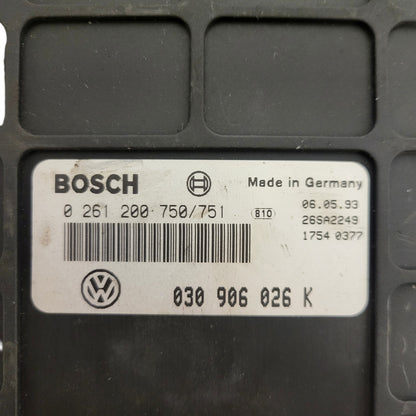 BOSCH Made in Germany
0 261 200 750/751 810 06.05.93
26SA2249
1754 0377
030 906 026 K